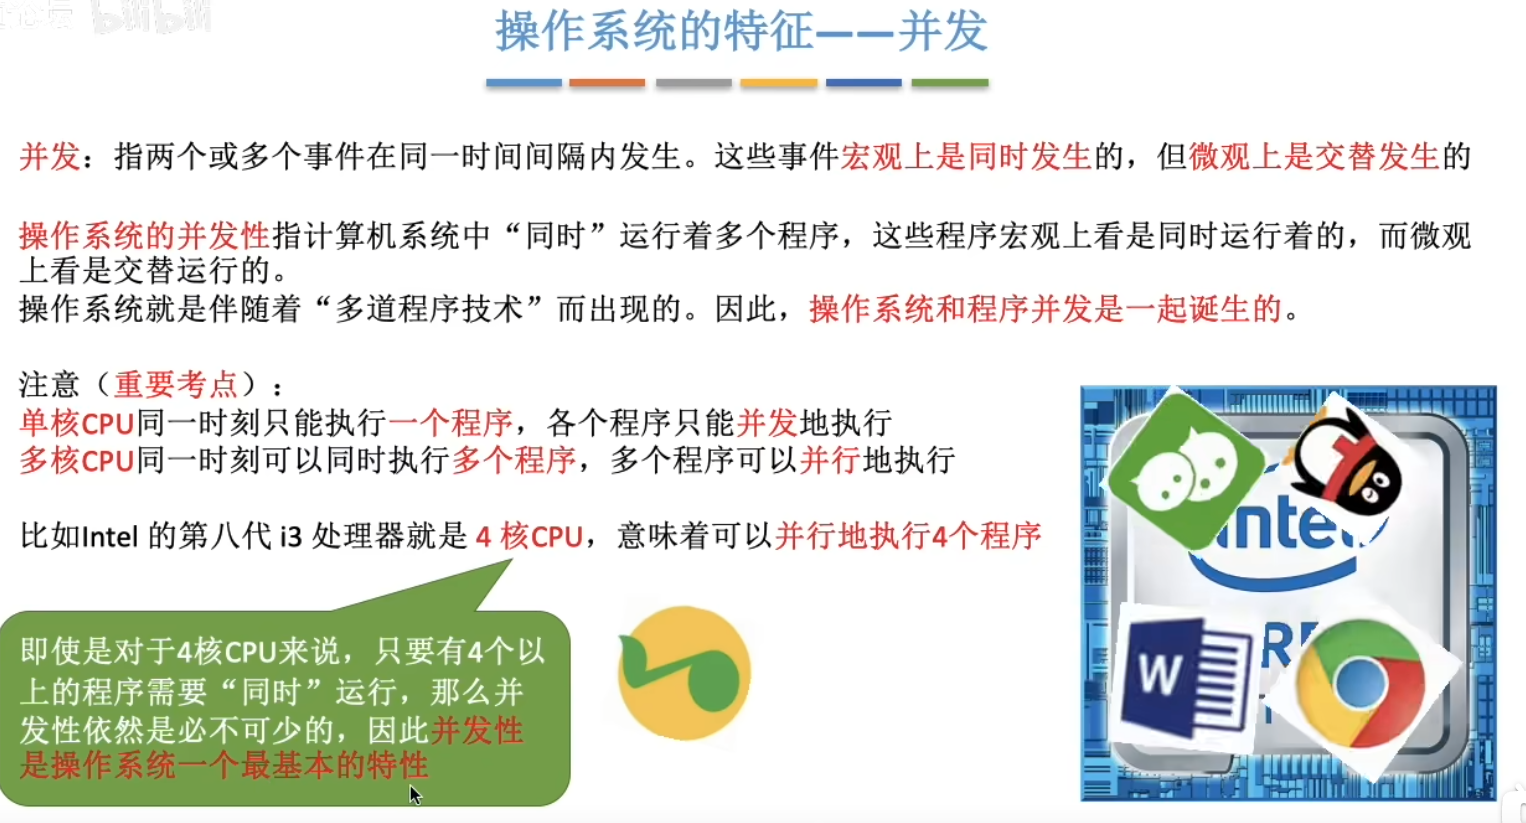 bilibili
操作系统的特征——并发
并发：指两个或多个事件在同一时间间隔内发生。这些事件宏观上是同时发生的，但微观上是交替发生的
操作系统的并发性指计算机系统中“同时”运行着多个程序，这些程序宏观上看是同时运行着的，而微观
上看是交替运行的。
操作系统就是伴随着“多道程序技术”而出现的。因此，操作系统和程序并发是一起诞生的。
注意（重要考点）：
单核CPU同一时刻只能执行一个程序，各个程序只能并发地执行
多核CPU同一时刻可以同时执行多个程序，多个程序可以并行地执行
比如Intel 的第八代 i3 处理器就是 4 核CPU，意味着可以并行地执行4个程序
即使是对于4核CPU来说，只要有4个以
上的程序需要“同时”运行，那么并
发性依然是必不可少的，因此并发性
是操作系统一个最基本的特性
intel
W